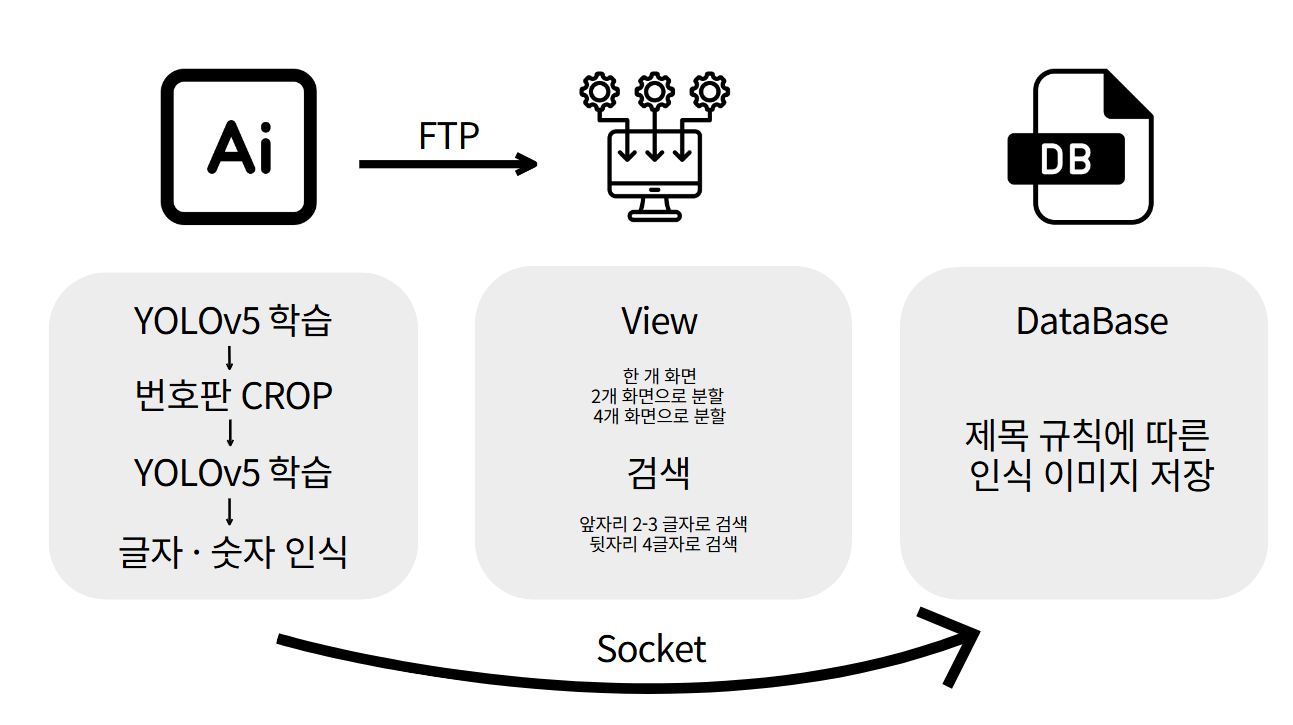 Ai
FTP
DB
YOLOv5 학습
번호판 CROP
YOLOv5 학습
글자 · 숫자 인식
View
한 개 화면
2개 화면으로 분할
4개 화면으로 분할
검색
앞자리 2-3 글자로 검색
뒷자리 4글자로 검색
DataBase
제목 규칙에 따른
인식 이미지 저장
Socket